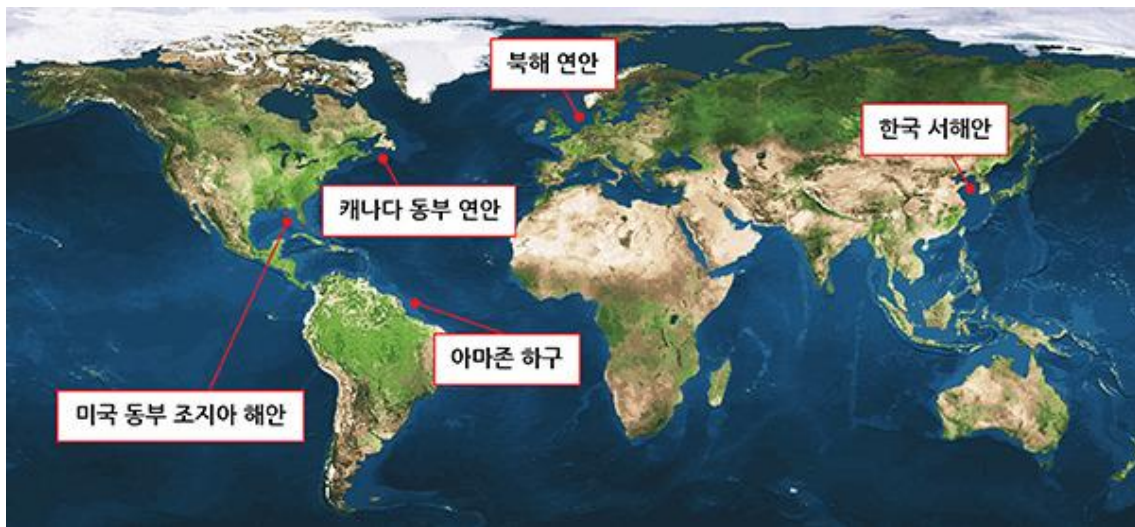 북해 연안
한국 서해안
캐나다 동부 연안
아마존 하구
미국 동부 조지아 해안